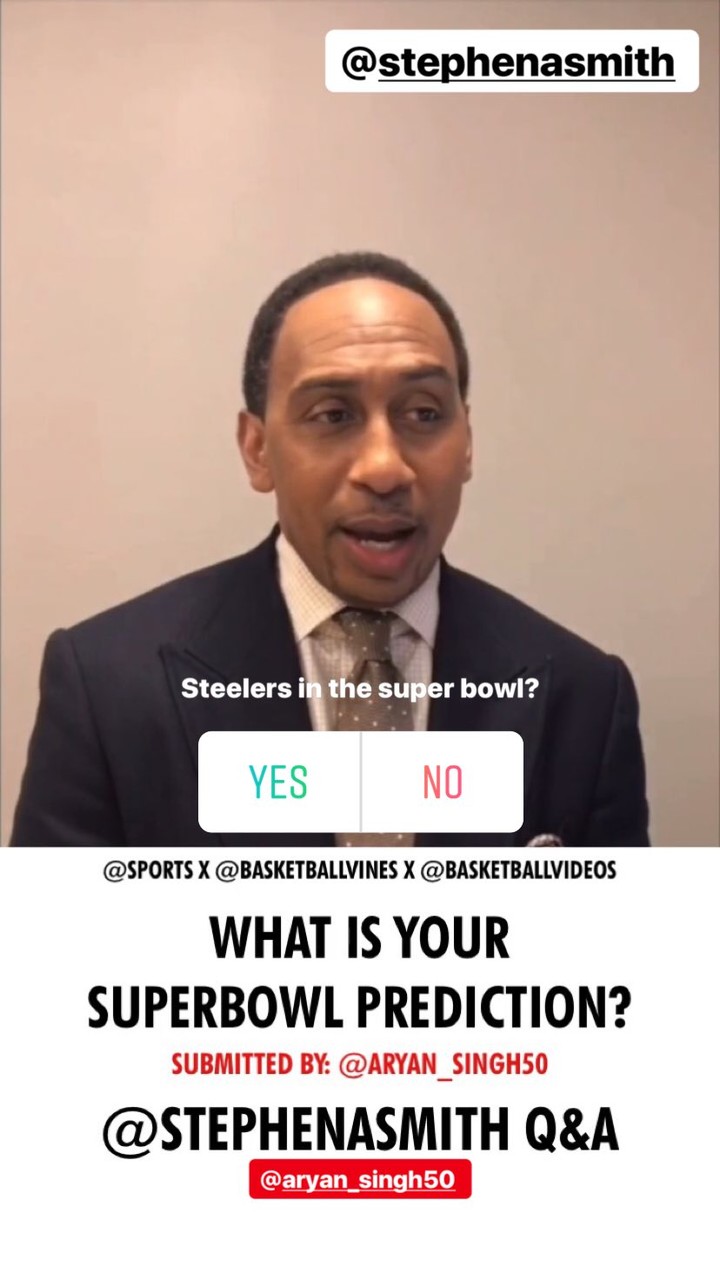 @stephenasmith
Steelers in the super bowl?
YES NO
@SPORTS X @BASKETBALLVINES X @BASKETBALLVIDEOS
WHAT IS YOUR
SUPERBOWL PREDICTION?
SUBMITTED BY: @ARYAN_SINGH50
@STEPHENASMITH Q&A
@aryan_singh50